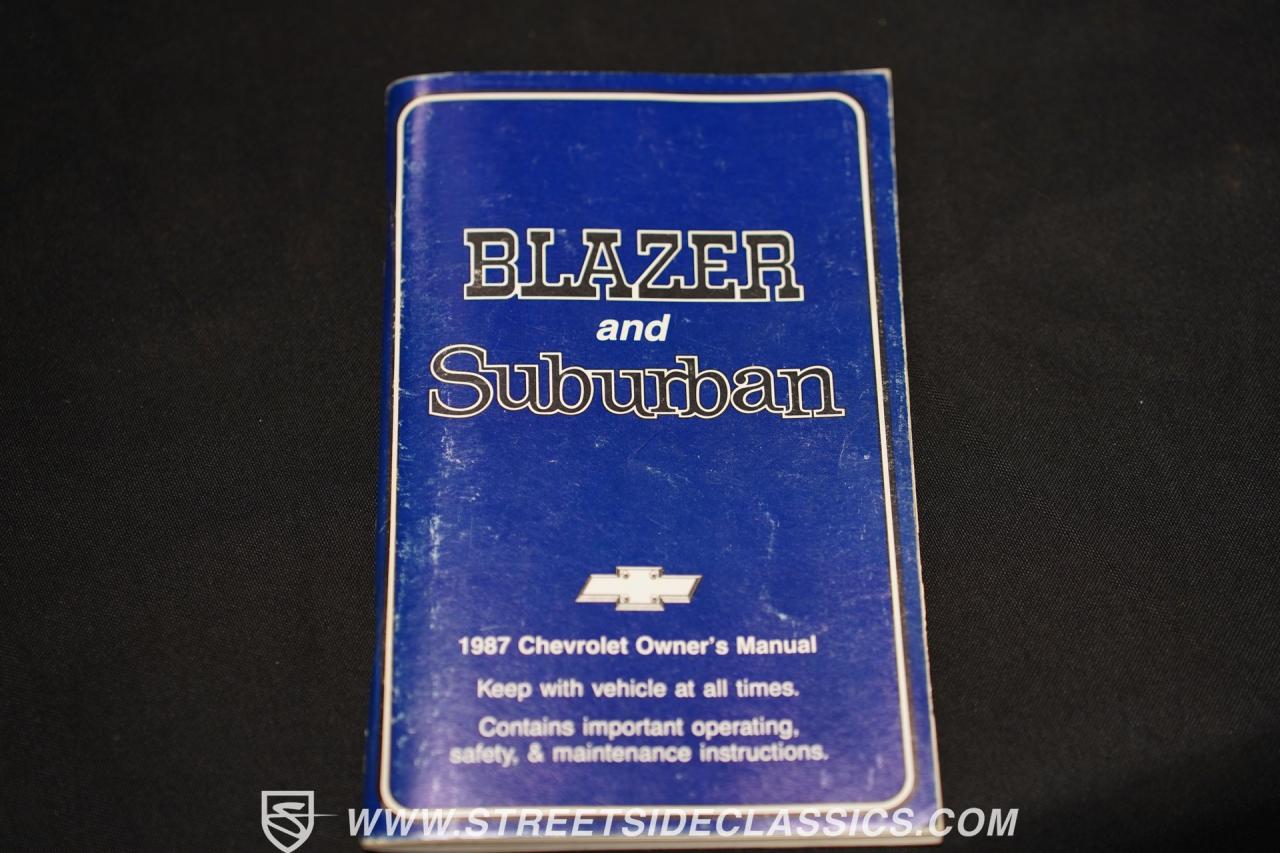 BLAZER
and
Suburban
1987 Chevrolet Owner's Manual
Keep with vehicle at all times.
Contains important operating,
safety, & maintenance instructions.
WWW.STREETSIDECLASSICS.COM